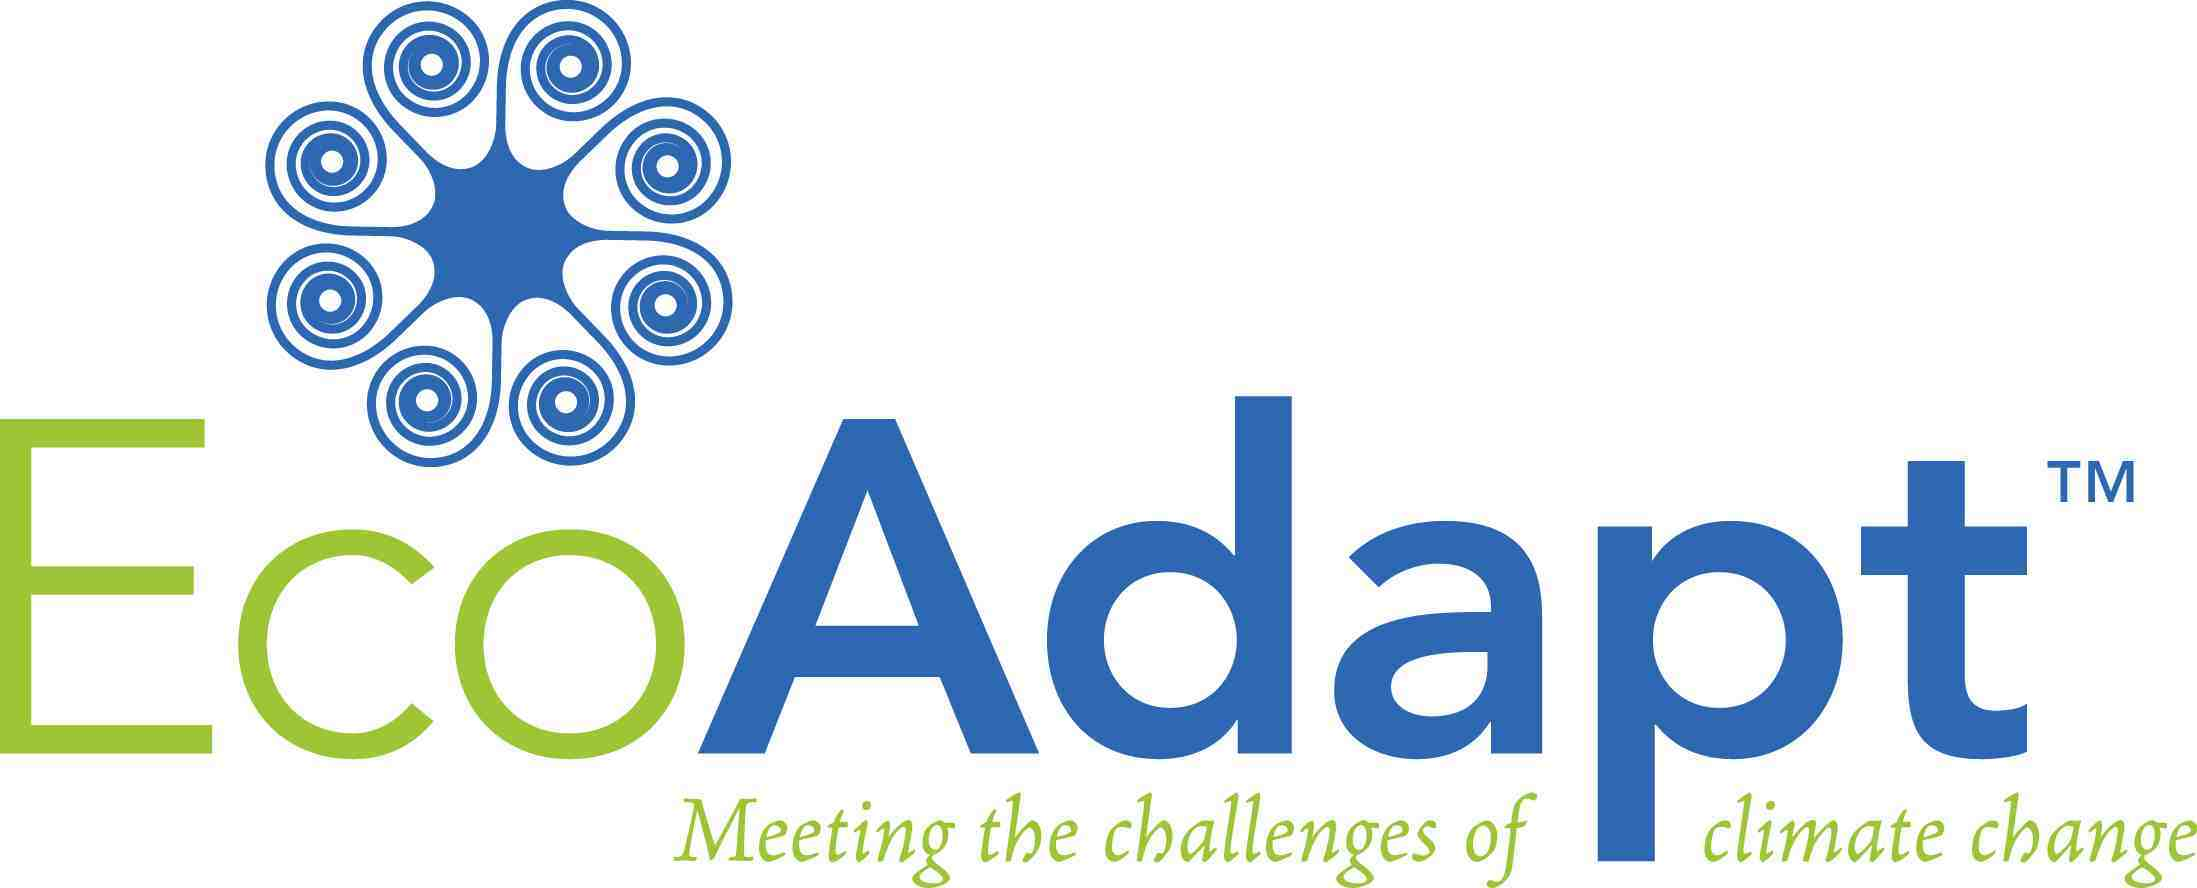 EcoAdapt™
Meeting the challenges of climate change